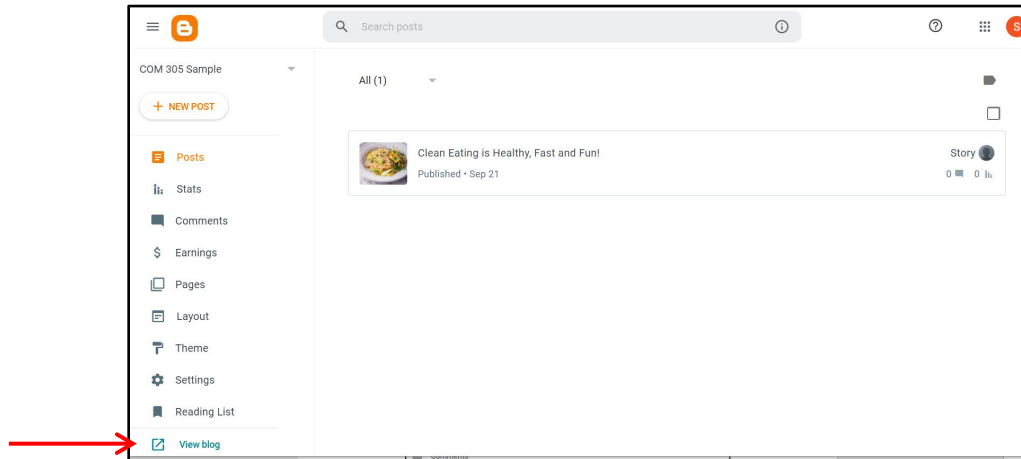 Search posts
S
COM 305 Sample
All (1)
+ NEW POST
Posts
Clean Eating is Healthy, Fast and Fun!
Story
Published • Sep 21
0 0
Stats
Comments
$ Earnings
Pages
Layout
Theme
Settings
Reading List
View blog
Comments